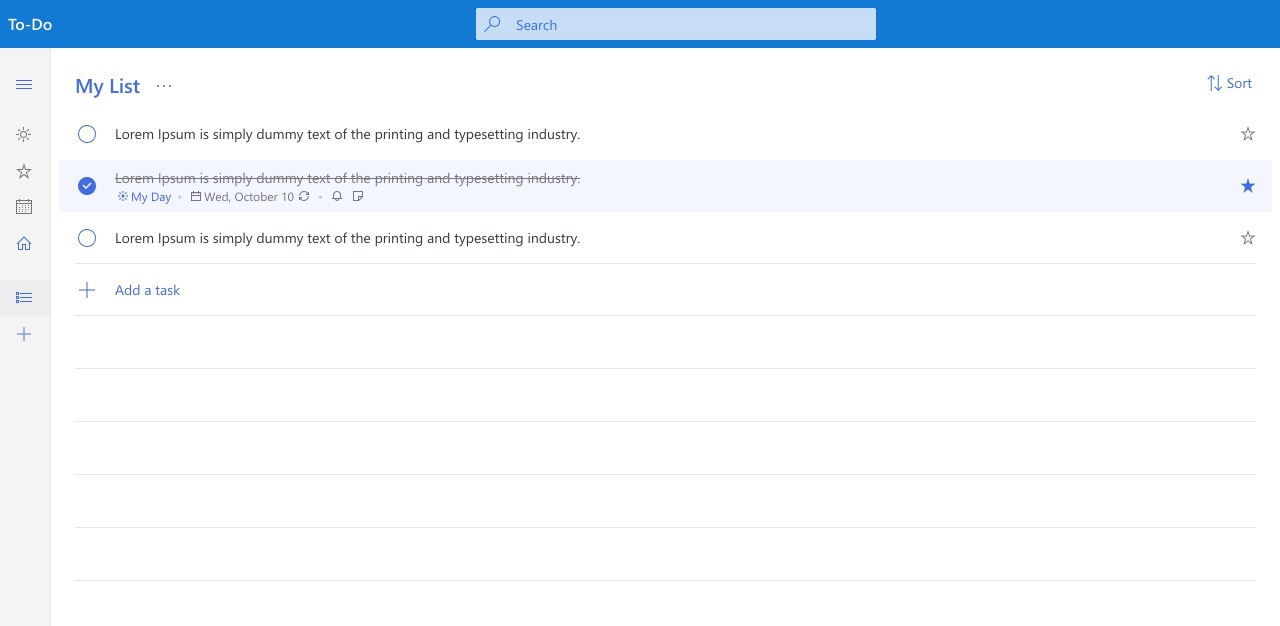 To-Do
Search
My List ...
Sort
Lorem Ipsum is simply dummy text of the printing and typesetting industry.
Lorem Ipsum is simply dummy text of the printing and typesetting industry.
My Day • Wed, October 10 •
Lorem Ipsum is simply dummy text of the printing and typesetting industry.
Add a task